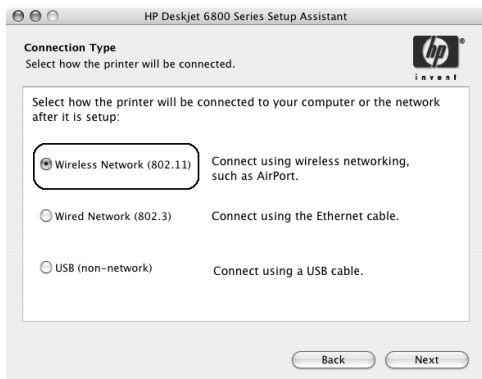 HP Deskjet 6800 Series Setup Assistant
Connection Type
Select how the printer will be connected.
hp
®
invent
Select how the printer will be connected to your computer or the network
after it is setup:
Wireless Network (802.11)
Connect using wireless networking,
such as AirPort.
Wired Network (802.3)
Connect using the Ethernet cable.
USB (non-network)
Connect using a USB cable.
Back
Next